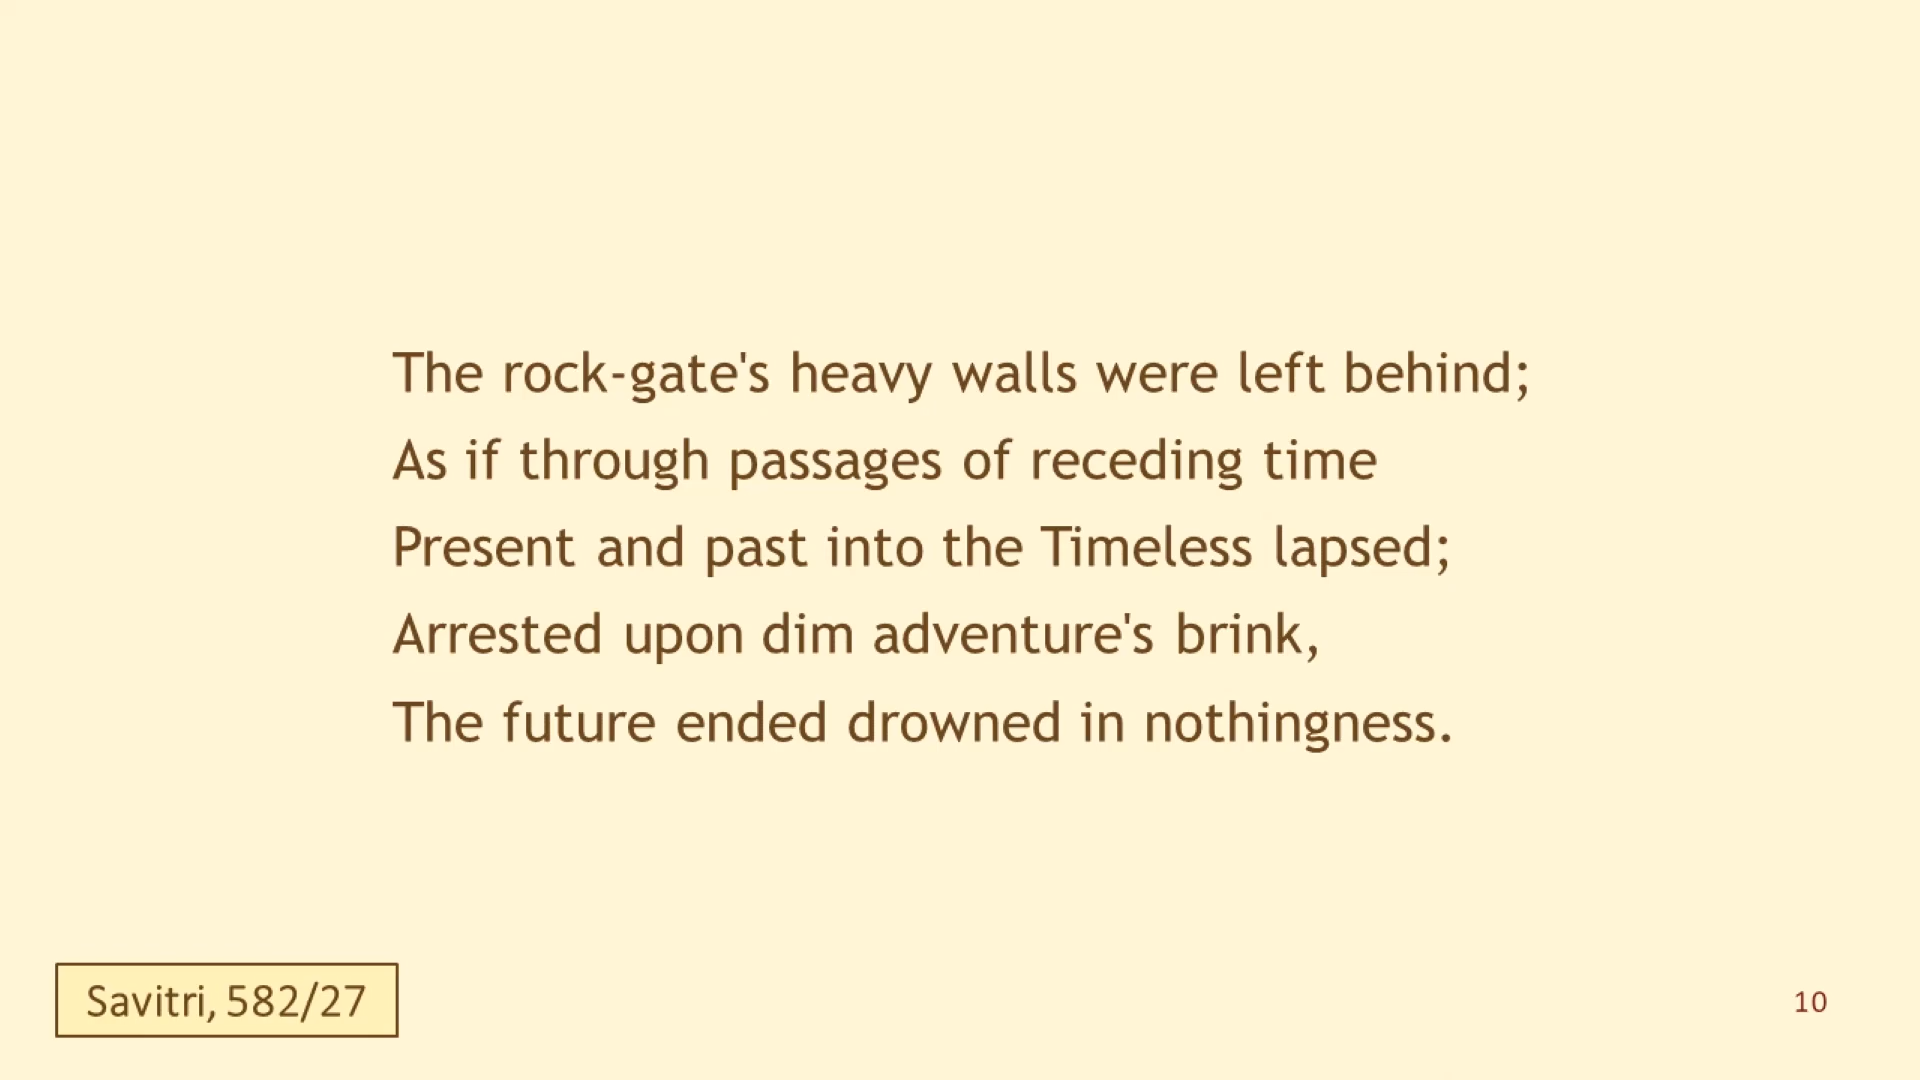 The rock-gate's heavy walls were left behind;
As if through passages of receding time
Present and past into the Timeless lapsed;
Arrested upon dim adventure's brink,
The future ended drowned in nothingness.
Savitri, 582/27
10